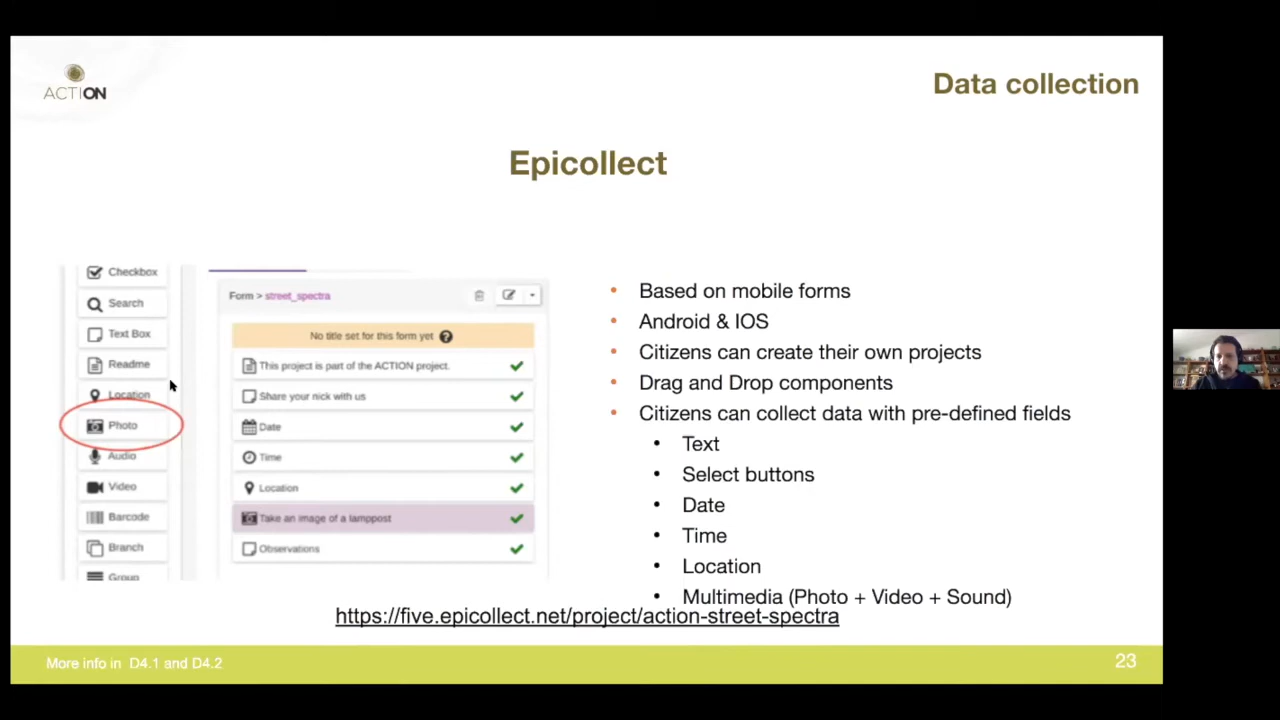 ACTION
Data collection
Epicollect
Checkbox
Search
Text Box
Readme
Location
Photo
Audio
Video
Barcode
Branch
Group
Form > street_spectra
No title set for this form yet ?
This project is part of the ACTION project.
Share your nick with us
Date
Time
Location
Take an image of a lamppost
Observations
• Based on mobile forms
• Android & IOS
• Citizens can create their own projects
• Drag and Drop components
• Citizens can collect data with pre-defined fields
• Text
• Select buttons
• Date
• Time
• Location
• Multimedia (Photo + Video + Sound)
https://five.epicollect.net/project/action-street-spectra
More info in D4.1 and D4.2
23